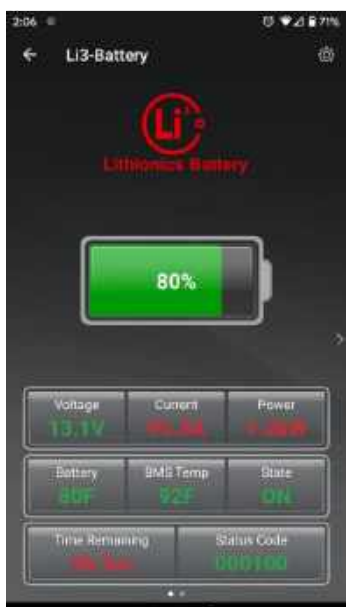 2:06
71%
Li3-Battery
Li3
Lithionics Battery
80%
Voltage Current Power
13.1V
Battery BMS Temp State
80F 92F ON
Time Remaining Status Code
000100